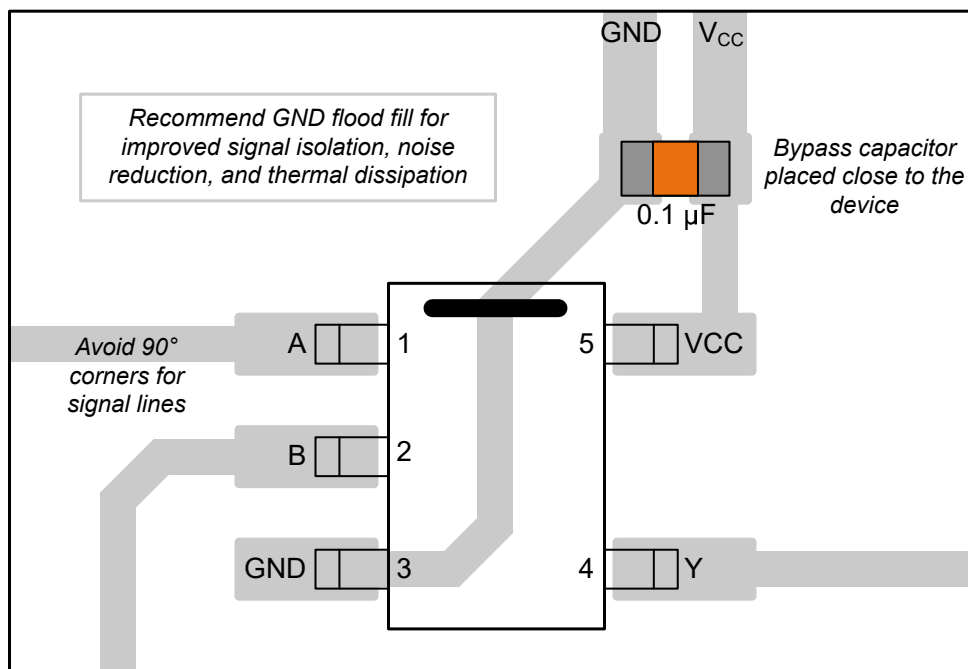 GND
V_CC
Recommend GND flood fill for
improved signal isolation, noise
reduction, and thermal dissipation
Bypass capacitor
placed close to the
device
0.1 µF
A
1
5
VCC
Avoid 90°
corners for
signal lines
B
2
GND
3
4
Y